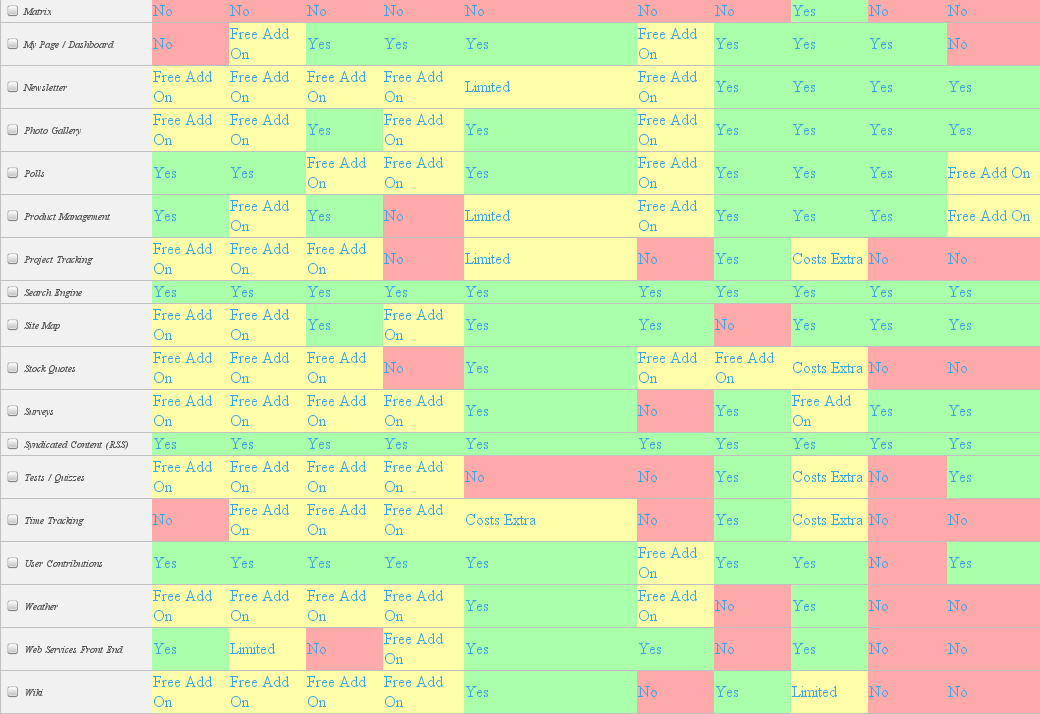 Matrix No No No No No No No Yes No No
My Page / Dashboard No Free Add On Yes Yes Yes Free Add On Yes Yes Yes No
Newsletter Free Add On Free Add On Free Add On Free Add On Limited Free Add On Yes Yes Yes Yes
Photo Gallery Free Add On Free Add On Yes Free Add On Yes Free Add On Yes Yes Yes Yes
Polls Yes Yes Free Add On Free Add On Yes Free Add On Yes Yes Yes Free Add On
Product Management Yes Free Add On Yes No Limited Free Add On Yes Yes Yes Free Add On
Project Tracking Free Add On Free Add On Free Add On No Limited No Yes Costs Extra No No
Search Engine Yes Yes Yes Yes Yes Yes Yes Yes Yes Yes
Site Map Free Add On Free Add On Yes Free Add On Yes Yes No Yes Yes Yes
Stock Quotes Free Add On Free Add On Free Add On No Yes Free Add On Free Add On Costs Extra No No
Surveys Free Add On Free Add On Free Add On Free Add On Yes No Yes Free Add On Yes Yes
Syndicated Content (RSS) Yes Yes Yes Yes Yes Yes Yes Yes Yes Yes
Tests / Quizzes Free Add On Free Add On Free Add On Free Add On No No Yes Costs Extra No Yes
Time Tracking No Free Add On Free Add On Free Add On Costs Extra No Yes Costs Extra No No
User Contributions Yes Yes Yes Yes Yes Free Add On Yes Yes No Yes
Weather Free Add On Free Add On Free Add On Free Add On Yes Free Add On No Yes No No
Web Services Front End Yes Limited No Free Add On Yes Yes No Yes No No
Wiki Free Add On Free Add On Free Add On Free Add On Yes No Yes Limited No No